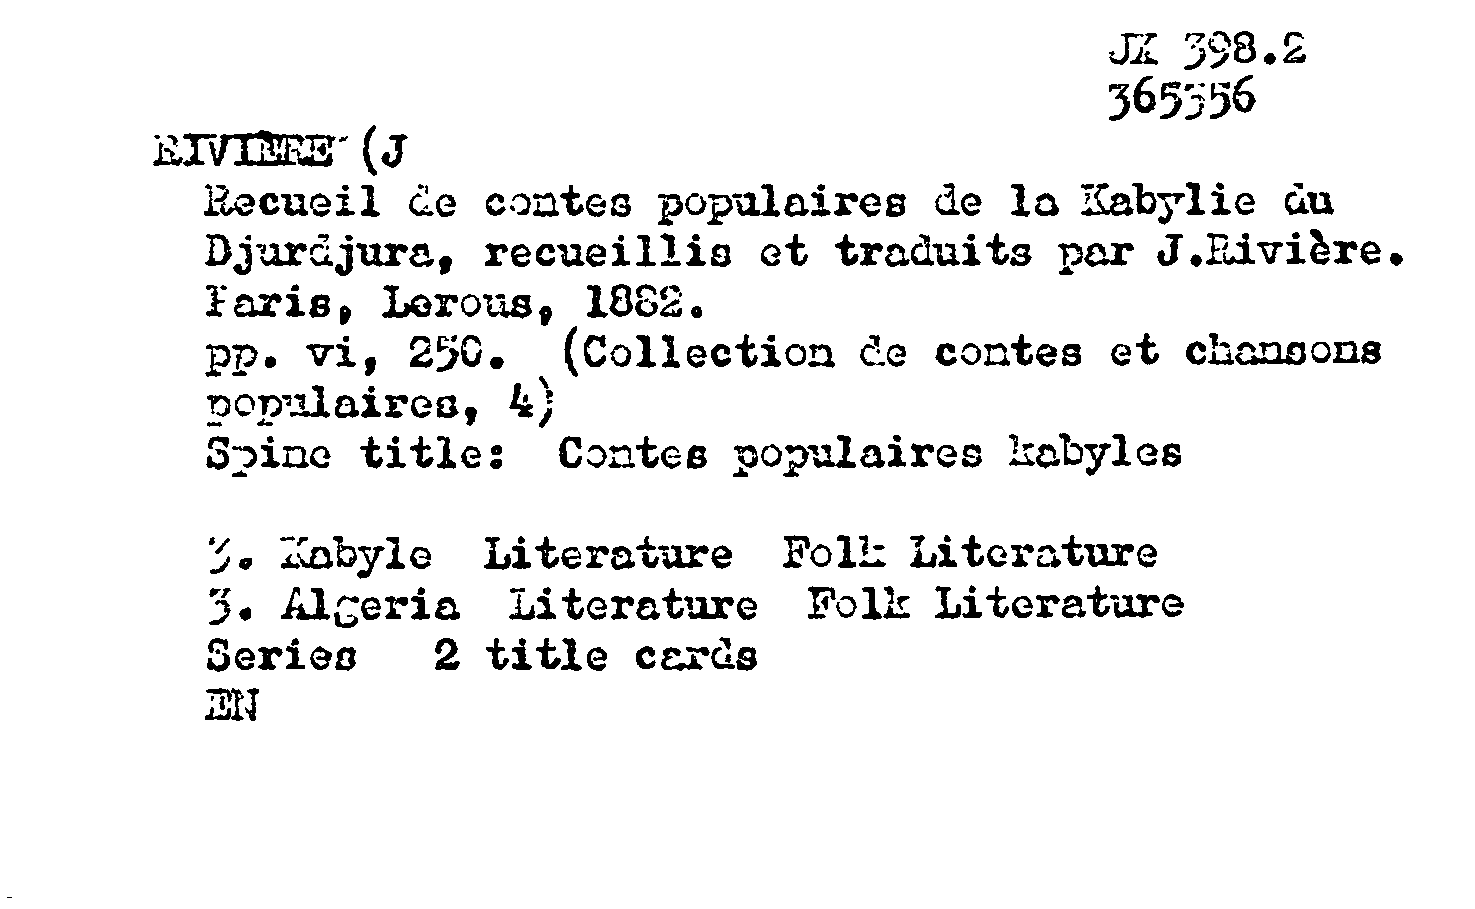 JK 398.2
365356
RIVIÈRE (J
Recueil de contes populaires de la Kabylie du
Djurdjura, recueillis et traduits par J.Rivière.
Paris, Lerous, 1882.
pp. vi, 250. (Collection de contes et chansons
populaires, 4)
Spine title: Contes populaires kabyles
3. Kabyle Literature Folk Literature
3. Algeria Literature Folk Literature
Series 2 title cards
EN